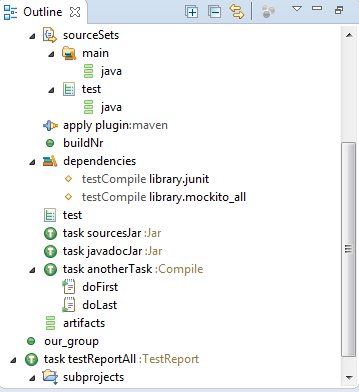 Outline
sourceSets
main
java
test
java
apply plugin:maven
buildNr
dependencies
testCompile library.junit
testCompile library.mockito_all
test
task sourcesJar :Jar
task javadocJar :Jar
task anotherTask :Compile
doFirst
doLast
artifacts
our_group
task testReportAll :TestReport
subprojects